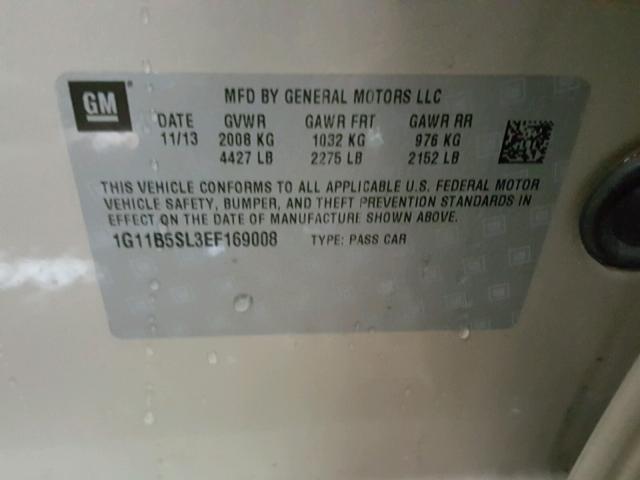 GM
MFD BY GENERAL MOTORS LLC
DATE GVWR GAWR FRT GAWR RR
11/13 2008 KG 1032 KG 976 KG
4427 LB 2275 LB 2152 LB
THIS VEHICLE CONFORMS TO ALL APPLICABLE U.S. FEDERAL MOTOR
VEHICLE SAFETY, BUMPER, AND THEFT PREVENTION STANDARDS IN
EFFECT ON THE DATE OF MANUFACTURE SHOWN ABOVE.
1G11B5SL3EF169008 TYPE: PASS CAR